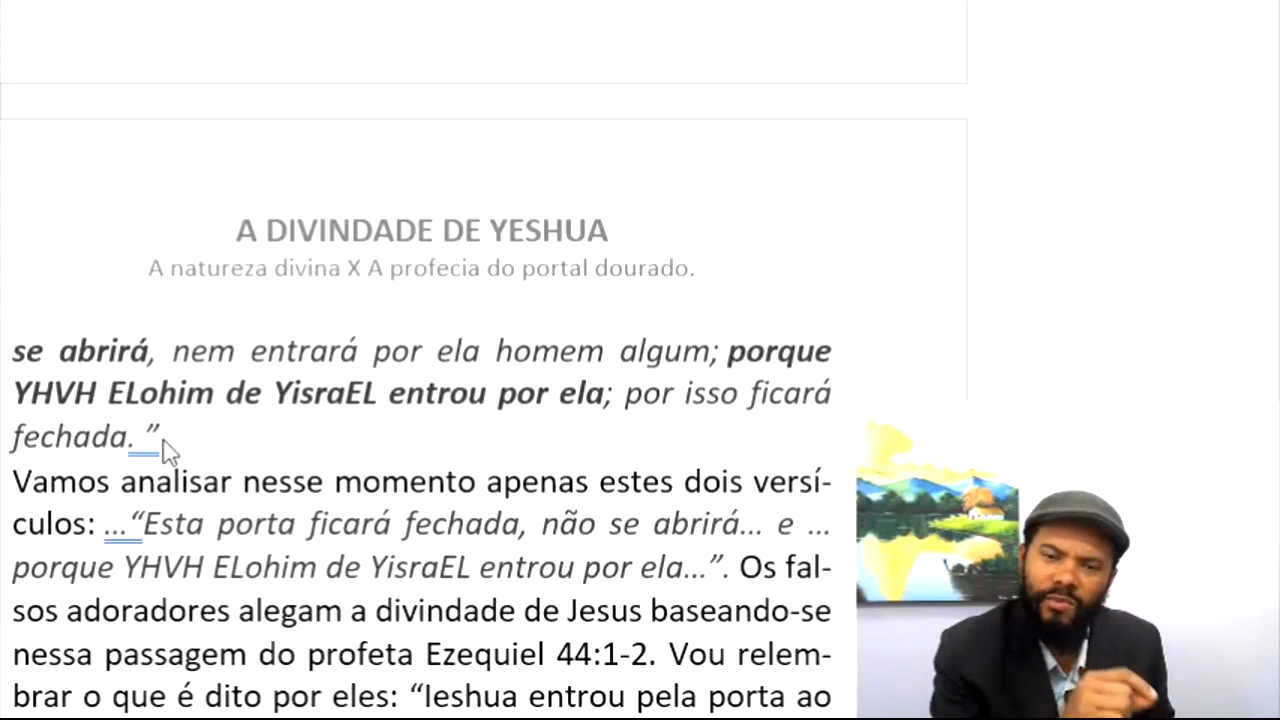 A DIVINDADE DE YESHUA
A natureza divina X A profecia do portal dourado.
se abrirá, nem entrará por ela homem algum; porque
YHVH ELohim de YisraEL entrou por ela; por isso ficará
fechada. ”
Vamos analisar nesse momento apenas estes dois versí-
culos: ...“Esta porta ficará fechada, não se abrirá... e ...
porque YHVH ELohim de YisraEL entrou por ela...”. Os fal-
sos adoradores alegam a divindade de Jesus baseando-se
nessa passagem do profeta Ezequiel 44:1-2. Vou relem-
brar o que é dito por eles: “Ieshua entrou pela porta ao